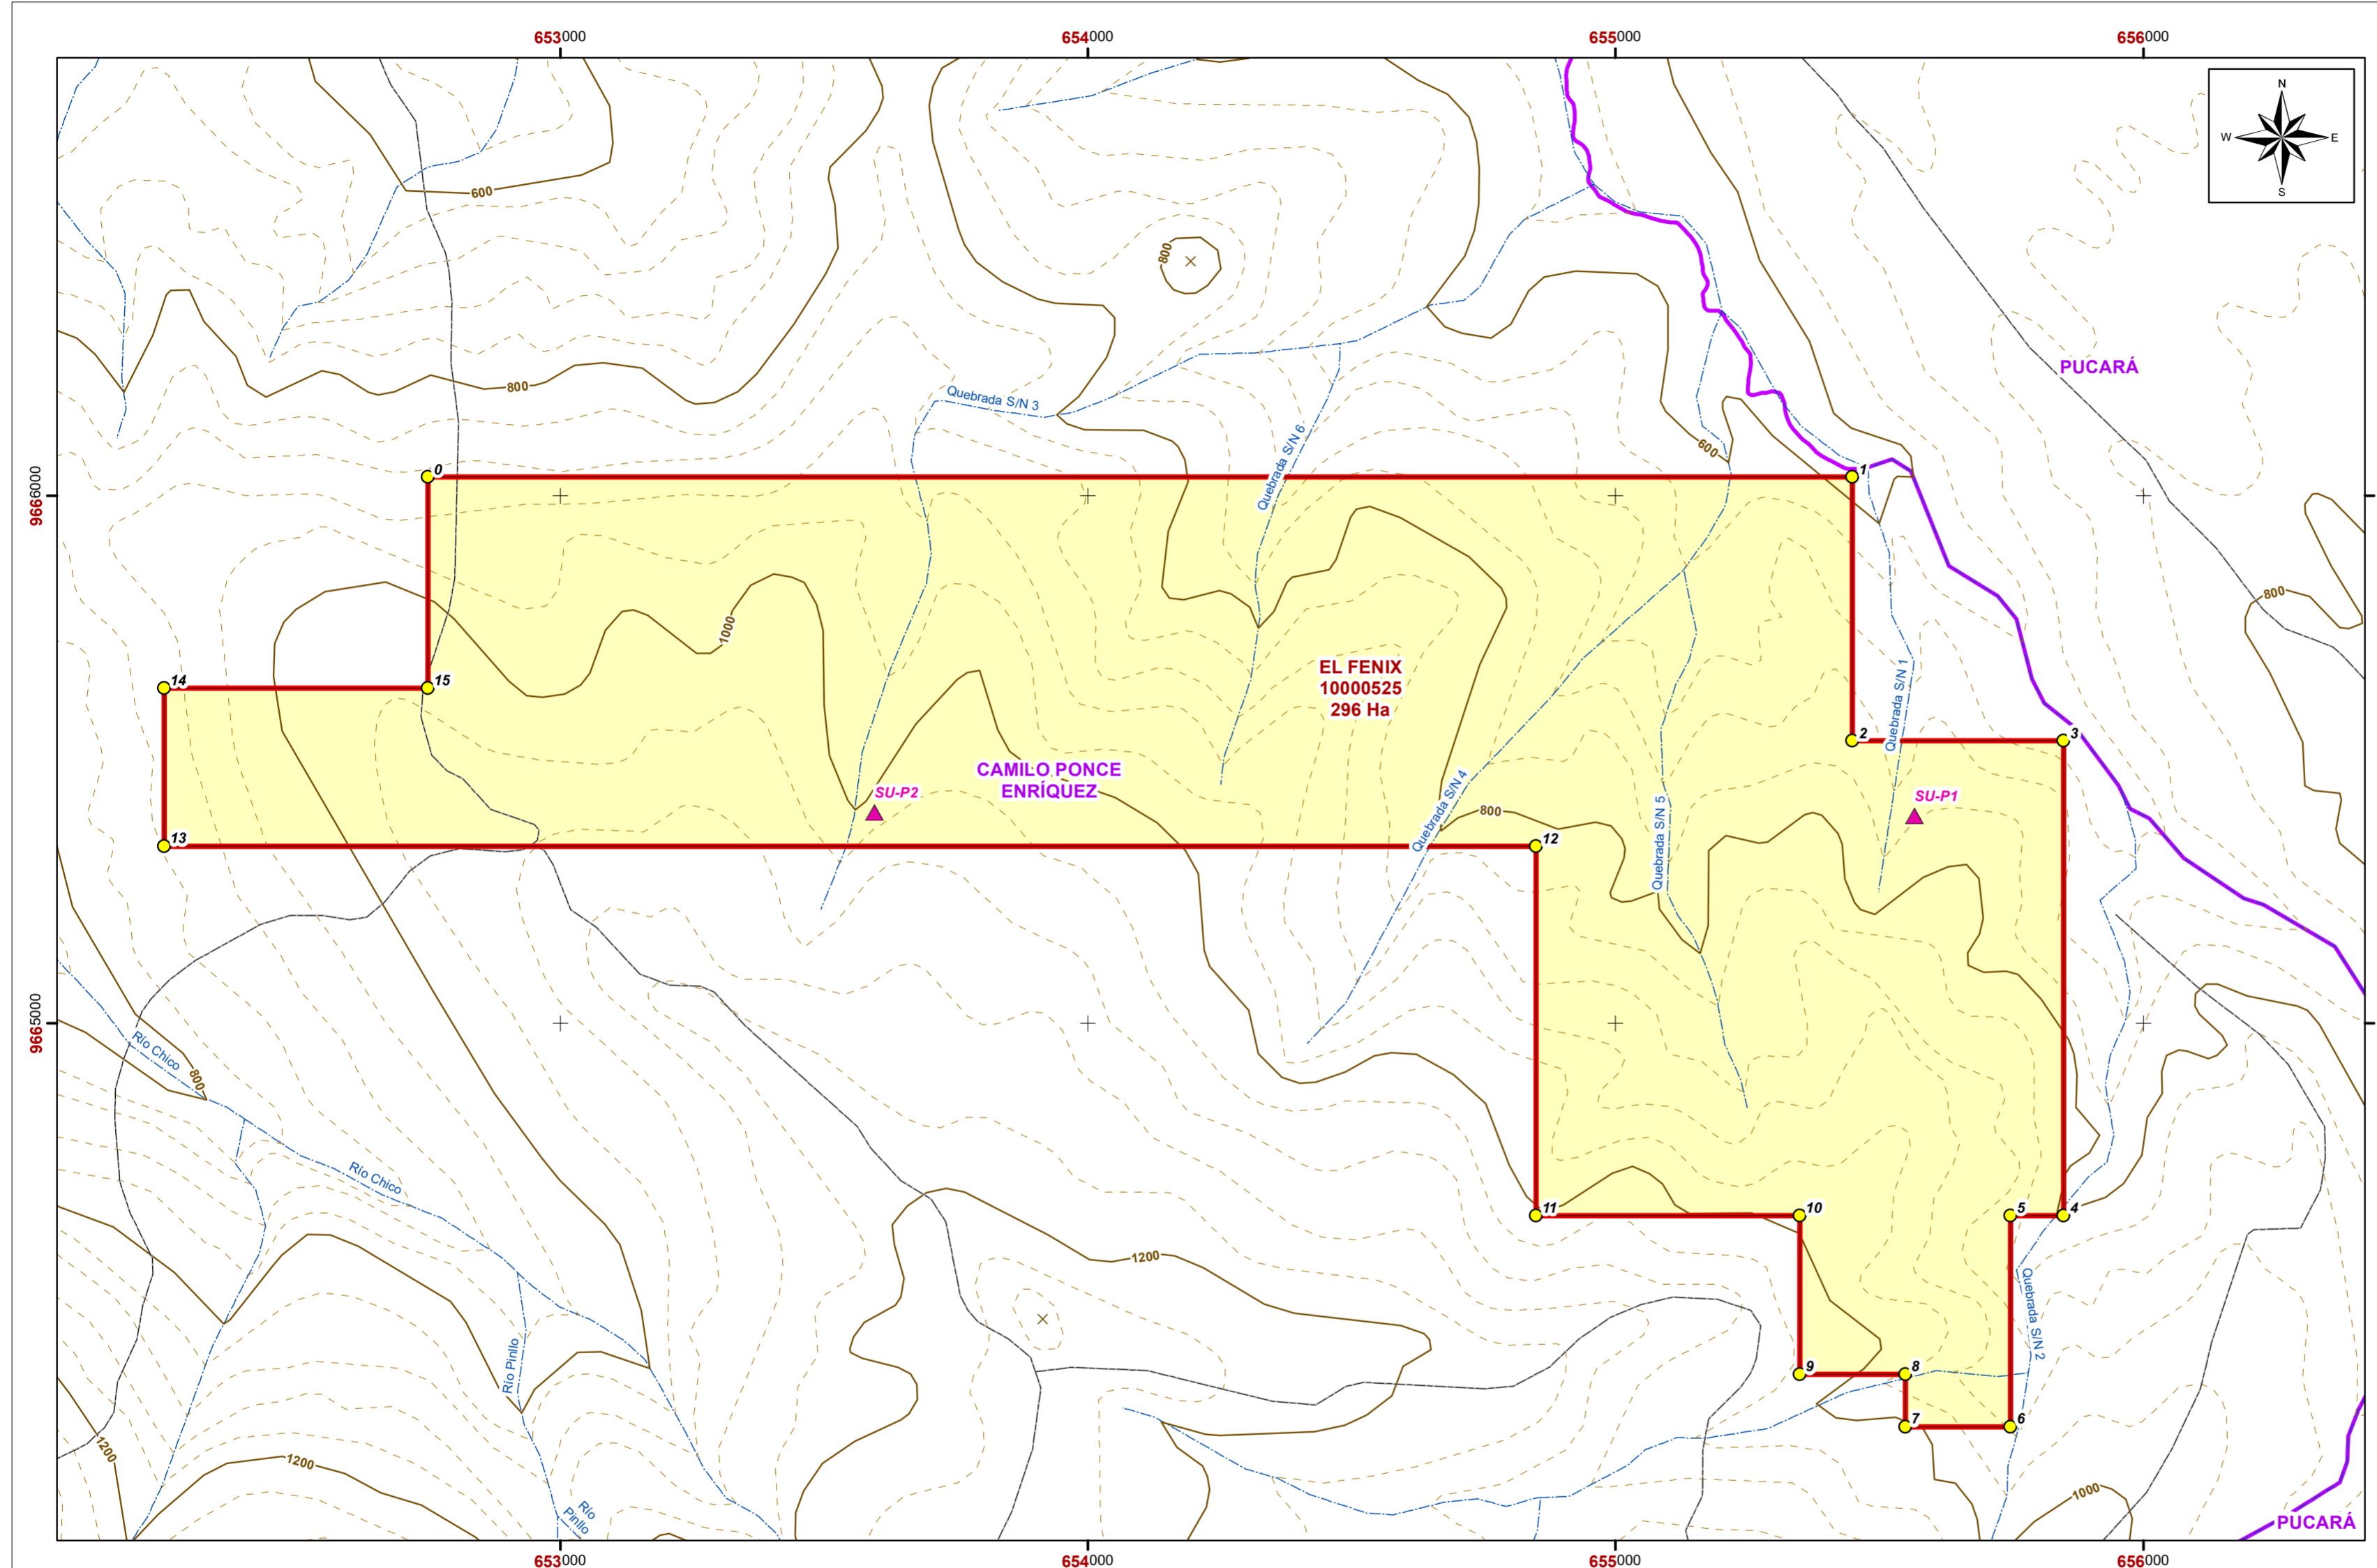 653000 654000 655000 656000
N
W E
S
600
800
800
PUCARÁ
Quebrada S/N 3
Quebrada S/N 6
600
9666000
0
1
800
1000
EL FENIX
10000525
296 Ha
14
15
Quebrada S/N 1
2
3
CAMILO PONCE
ENRÍQUEZ
SU-P2
SU-P1
Quebrada S/N 4
800
Quebrada S/N 5
13
12
9665000
Río Chico
800
Río Chico
11
10
5
4
1200
Quebrada S/N 2
Río Pinllo
9
8
7
6
1200
1200
1000
Río
Pinllo
PUCARÁ
653000 654000 655000 656000